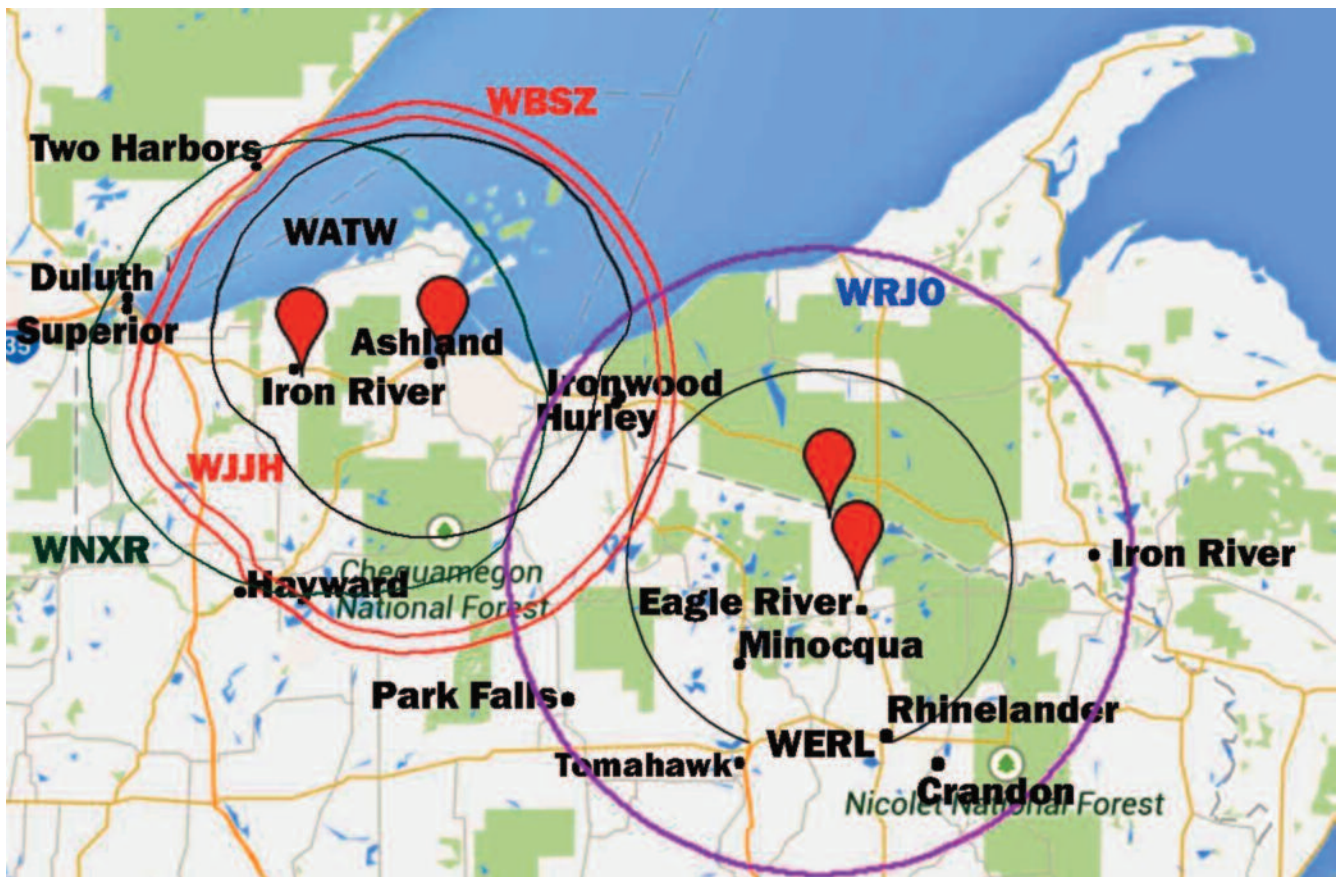 WBSZ
Two Harbors
WATW
Duluth
Superior
35
WRJO
Ashland
Iron River
Ironwood
Hurley
WJJH
WNXR
Hayward
Chequamegon
National Forest
Iron River
Eagle River
Minocqua
Park Falls
Rhinelander
WERL
Tomahawk
Crandon
Nicolet National Forest